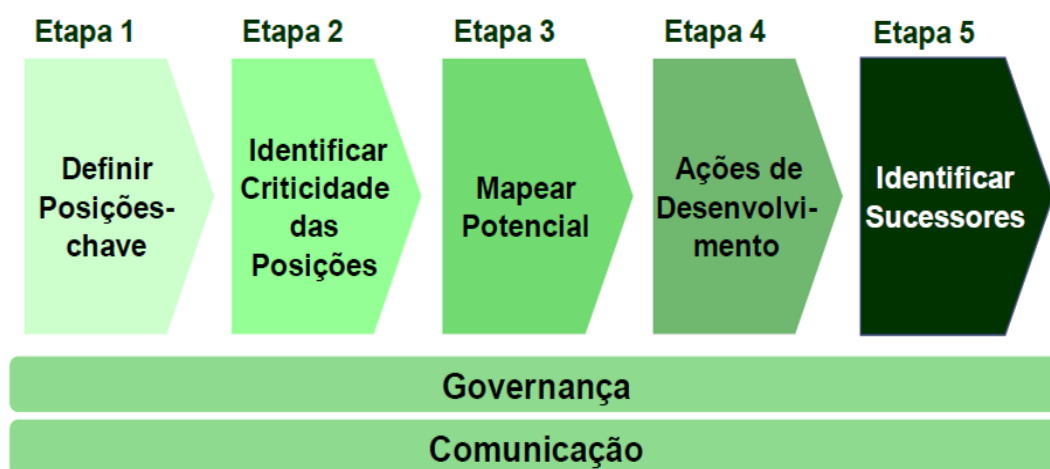 Etapa 1
Etapa 2
Etapa 3
Etapa 4
Etapa 5
Definir
Posições-
chave
Identificar
Criticidade
das
Posições
Mapear
Potencial
Ações de
Desenvolvi-
mento
Identificar
Sucessores
Governança
Comunicação